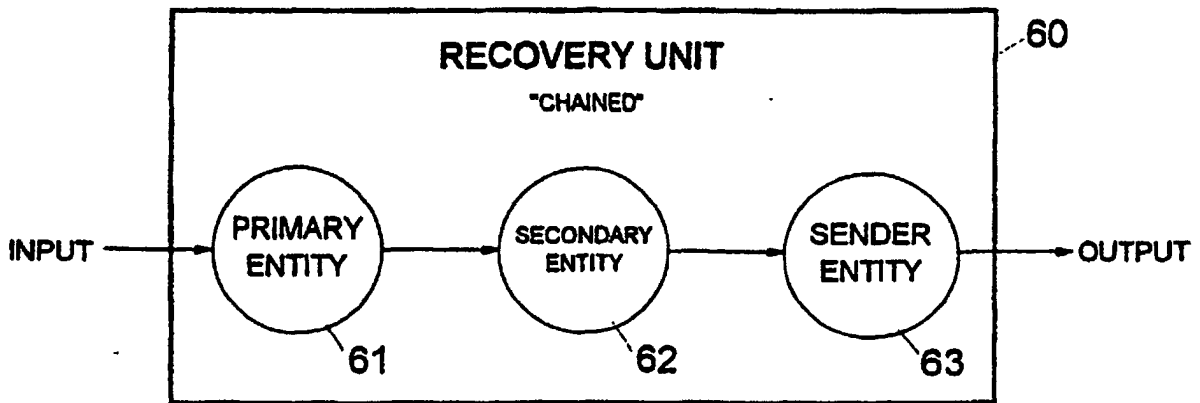 RECOVERY UNIT
"CHAINED"
60
INPUT
PRIMARY
ENTITY
SECONDARY
ENTITY
SENDER
ENTITY
OUTPUT
61
62
63